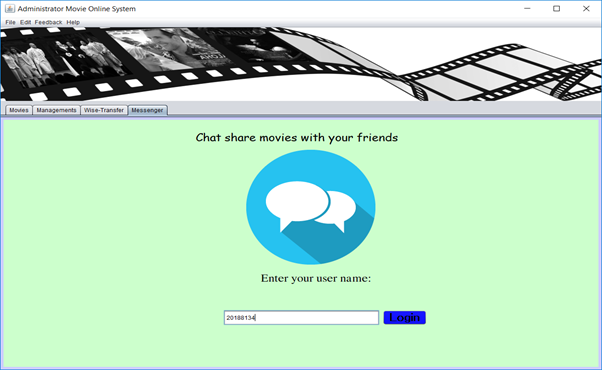 Administrator Movie Online System
File Edit Feedback Help
Movies Managements Wise-Transfer Messenger
Chat share movies with your friends
Enter your user name:
20188134 Login